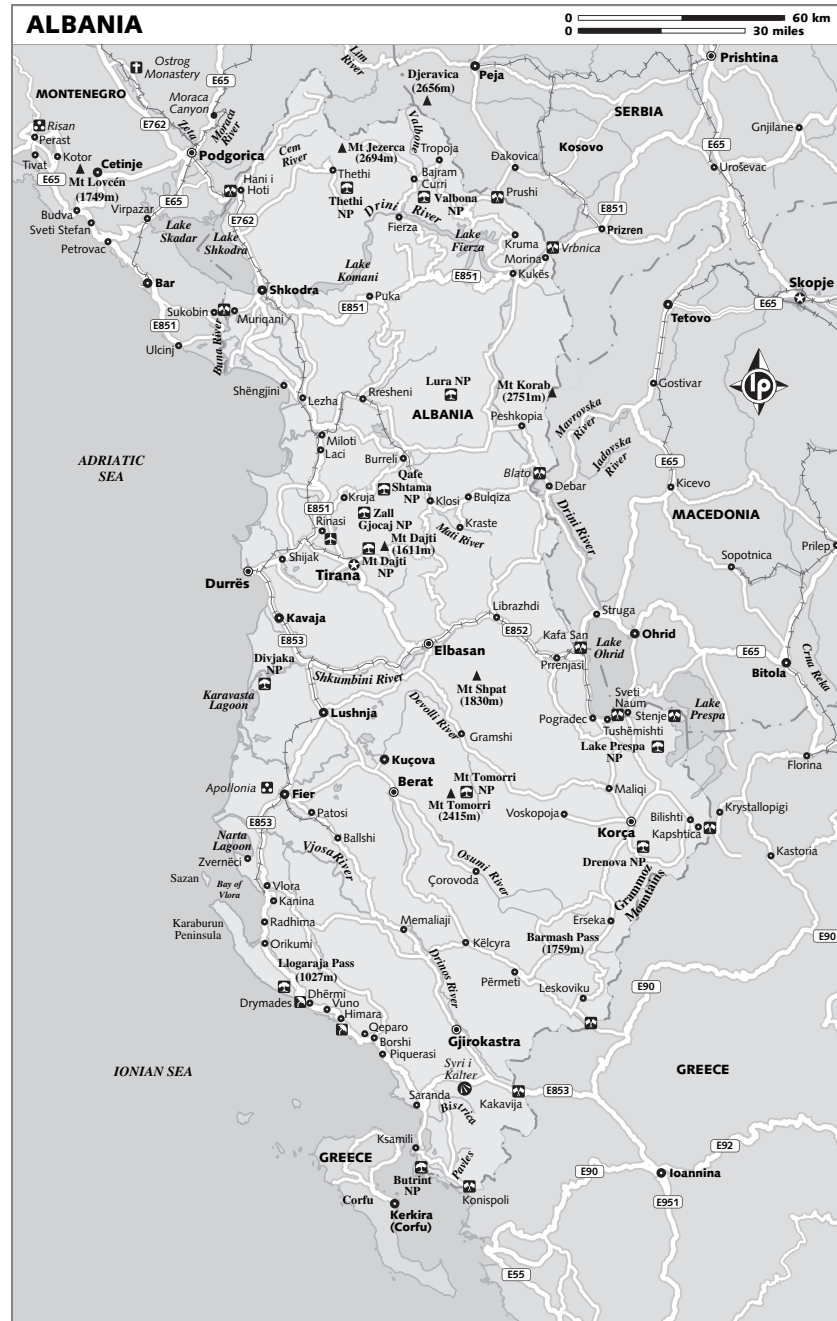 ALBANIA
0 60 km
0 30 miles
Ostrog
Monastery
E65
Lim
River
Djeravica
(2656m)
Peja
Prishtina
MONTENEGRO
Moraca
Canyon
SERBIA
Risan
Perast
E762
Zeta
Moraca
River
Cem
River
Mt Jezerca
(2694m)
Valbone
Tropoja
Kosovo
Gnjilane
Tivat
Kotor
Cetinje
Podgorica
Thethi
Bajram
Curri
Đakovica
E65
Uroševac
E65
Mt Lovcén
(1749m)
Hani i
Hoti
Thethi
NP
Valbona
NP
Prushi
Budva
Virpazar
E65
E762
Drini
River
Fierza
E851
Sveti Stefan
Lake
Skadar
Lake
Shkodra
Lake
Fierza
Kruma
Vrbnica
Prizren
Petrovac
Morina
Lake
Komani
Kukës
E851
Skopje
Bar
Shkodra
Puka
E65
Tetovo
Sukobin
Muriqani
E851
E851
Buna River
Ulcinj
lp
Shëngjini
Lezha
Rresheni
Lura NP
Mt Korab
(2751m)
Gostivar
ALBANIA
Peshkopia
Mavrovska
River
Miloti
Laci
Jadovska
River
ADRIATIC
SEA
Burreli
Blato
E65
Qafe
Shtama
NP
Debar
Kicevo
E851
Kruja
Klosi
Bulqiza
Zall
Gjocaj NP
Rinasi
Kraste
Mati River
Drini River
MACEDONIA
Mt Dajti
(1611m)
Mt Dajti
NP
Shijak
Tirana
Durrës
Sopotnica
Prilep
Librazhdi
Struga
Kavaja
E852
Kafa San
Lake
Ohrid
Ohrid
E853
Elbasan
Prrenjasi
E65
Divjaka
NP
Bitola
Crna Reka
Shkumbini River
Mt Shpat
(1830m)
Karavasta
Lagoon
Sveti
Naum
Lake
Prespa
Lushnja
Devolli River
Pogradec
Stenje
Tushëmishti
Gramshi
Lake Prespa
NP
Kuçova
Florina
Apollonia
Berat
Mt Tomorri
NP
Mt Tomorri
(2415m)
Maliqi
Fier
Voskopoja
Bilishti
Krystallopigi
Patosi
Korça
Kapshtica
E853
Ballshi
Narta
Lagoon
Vjosa River
Drenova NP
Kastoria
Zvernëci
Osumi River
Sazan
Bay of
Vlora
Vlora
Çorovoda
Grammoz
Mountains
Kanina
Karaburun
Peninsula
Radhima
Memaliaji
Erseka
Orikumi
Këlcyra
Barmash Pass
(1759m)
E90
Llogaraja Pass
(1027m)
Drinos River
Përmeti
Leskoviku
E90
Drymades
Dhërmi
Vuno
Himara
Qeparo
Borshi
Gjirokastra
Piquerasi
IONIAN SEA
Syri i
Kalter
GREECE
Saranda
Kakavija
E853
Bistrica
E92
Ksamili
GREECE
Pavles
E90
Ioannina
Butrint
NP
Corfu
Konispoli
Kerkira
(Corfu)
E951
E55